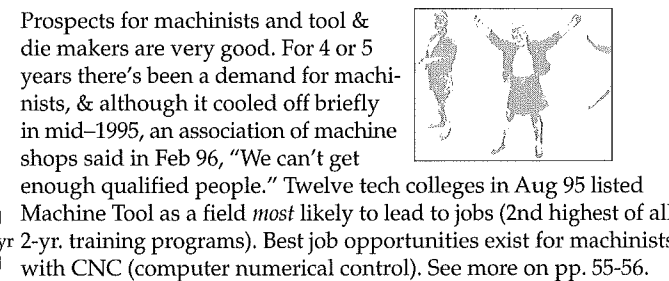 Prospects for machinists and tool &
die makers are very good. For 4 or 5
years there's been a demand for machi-
nists, & although it cooled off briefly
in mid–1995, an association of machine
shops said in Feb 96, "We can't get
enough qualified people." Twelve tech colleges in Aug 95 listed
Machine Tool as a field most likely to lead to jobs (2nd highest of all
yr 2-yr. training programs). Best job opportunities exist for machinists
with CNC (computer numerical control). See more on pp. 55-56.